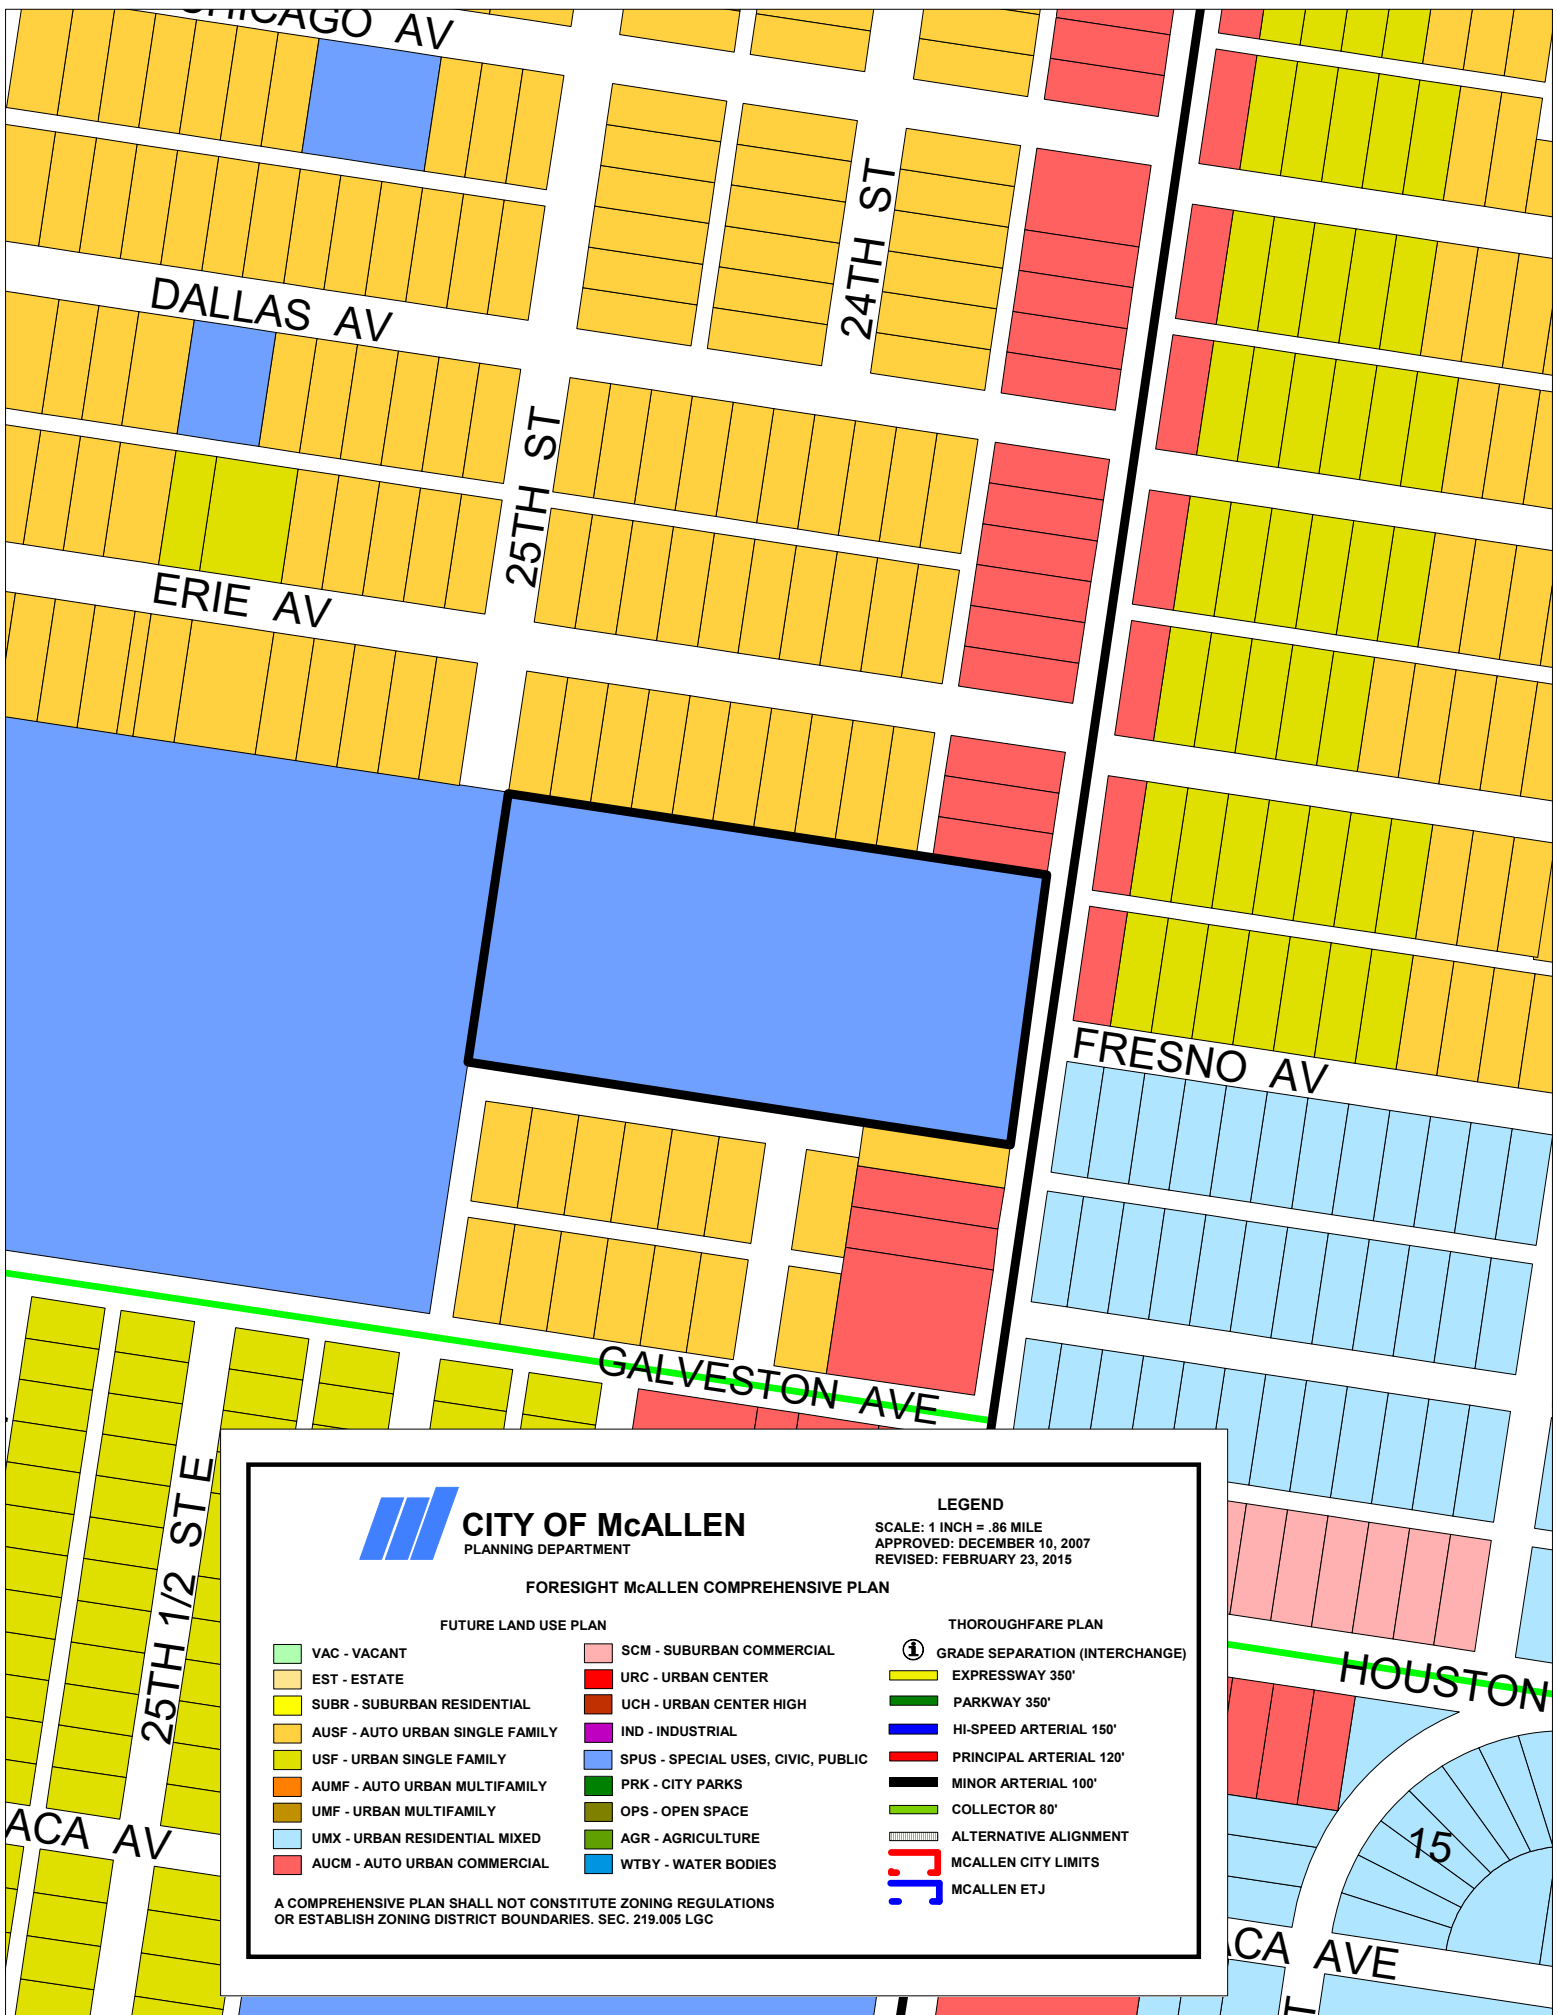 CHICAGO AV
24TH ST
DALLAS AV
25TH ST
ERIE AV
FRESNO AV
GALVESTON AVE
25TH 1/2 ST E
HOUSTON
15
ACA AV
ACA AVE
CITY OF McALLEN
PLANNING DEPARTMENT
LEGEND
SCALE: 1 INCH = .86 MILE
APPROVED: DECEMBER 10, 2007
REVISED: FEBRUARY 23, 2015
FORESIGHT McALLEN COMPREHENSIVE PLAN
FUTURE LAND USE PLAN
VAC - VACANT
EST - ESTATE
SUBR - SUBURBAN RESIDENTIAL
AUSF - AUTO URBAN SINGLE FAMILY
USF - URBAN SINGLE FAMILY
AUMF - AUTO URBAN MULTIFAMILY
UMF - URBAN MULTIFAMILY
UMX - URBAN RESIDENTIAL MIXED
AUCM - AUTO URBAN COMMERCIAL
SCM - SUBURBAN COMMERCIAL
URC - URBAN CENTER
UCH - URBAN CENTER HIGH
IND - INDUSTRIAL
SPUS - SPECIAL USES, CIVIC, PUBLIC
PRK - CITY PARKS
OPS - OPEN SPACE
AGR - AGRICULTURE
WTBY - WATER BODIES
THOROUGHFARE PLAN
GRADE SEPARATION (INTERCHANGE)
EXPRESSWAY 350'
PARKWAY 350'
HI-SPEED ARTERIAL 150'
PRINCIPAL ARTERIAL 120'
MINOR ARTERIAL 100'
COLLECTOR 80'
ALTERNATIVE ALIGNMENT
MCALLEN CITY LIMITS
MCALLEN ETJ
A COMPREHENSIVE PLAN SHALL NOT CONSTITUTE ZONING REGULATIONS
OR ESTABLISH ZONING DISTRICT BOUNDARIES. SEC. 219.005 LGC